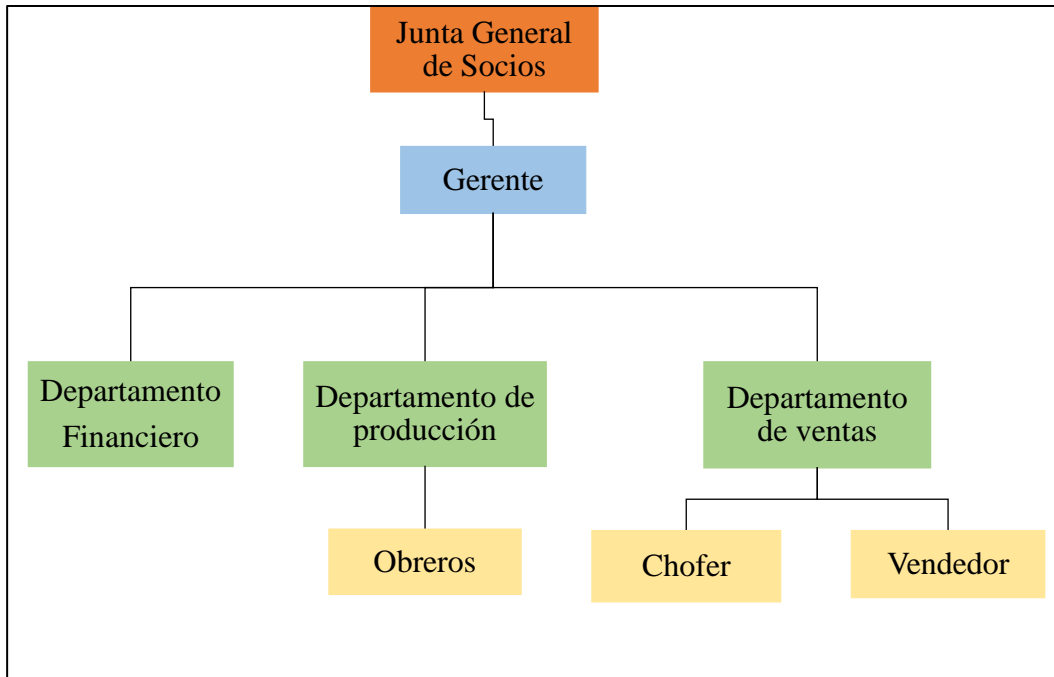 Junta General
de Socios
Gerente
Departamento
Financiero
Departamento de
producción
Departamento
de ventas
Obreros
Chofer
Vendedor